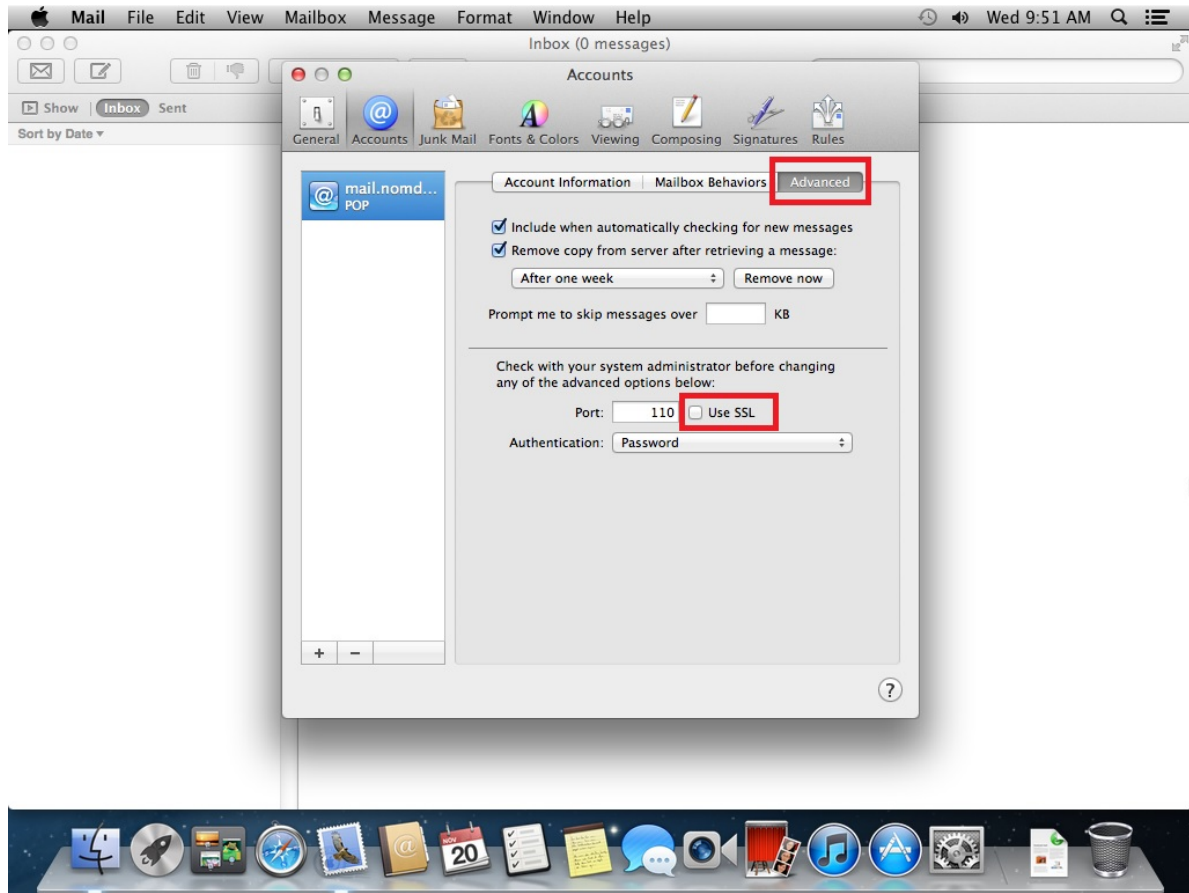 Mail File Edit View Mailbox Message Format Window Help Wed 9:51 AM
Inbox (0 messages)
Accounts
Show Inbox Sent
General Accounts Junk Mail Fonts & Colors Viewing Composing Signatures Rules
Sort by Date
mail.nomd...
POP
Account Information Mailbox Behaviors Advanced
Include when automatically checking for new messages
Remove copy from server after retrieving a message:
After one week Remove now
Prompt me to skip messages over KB
Check with your system administrator before changing
any of the advanced options below:
Port: 110 Use SSL
Authentication: Password
+ −
?
NOV
20